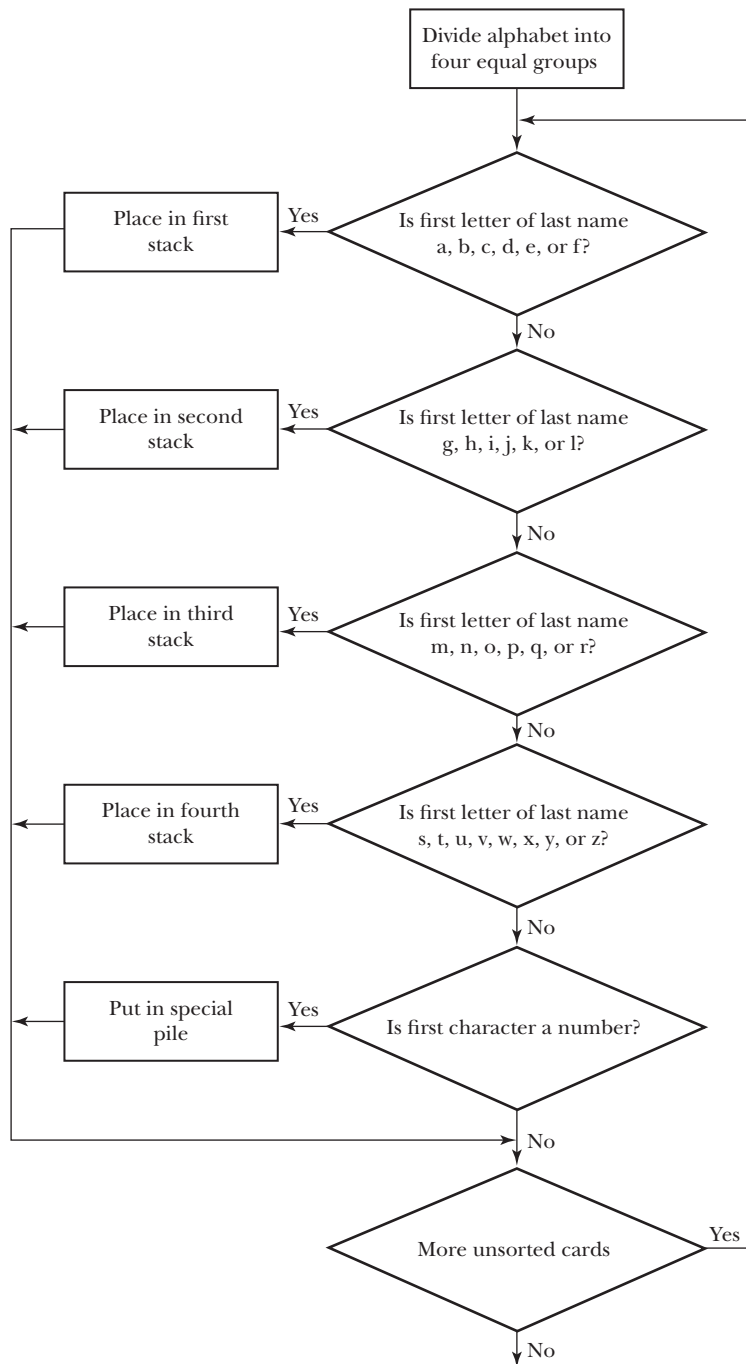 Divide alphabet into
four equal groups
Is first letter of last name
a, b, c, d, e, or f?
Yes
Place in first
stack
No
Is first letter of last name
g, h, i, j, k, or l?
Yes
Place in second
stack
No
Is first letter of last name
m, n, o, p, q, or r?
Yes
Place in third
stack
No
Is first letter of last name
s, t, u, v, w, x, y, or z?
Yes
Place in fourth
stack
No
Is first character a number?
Yes
Put in special
pile
No
More unsorted cards
Yes
No